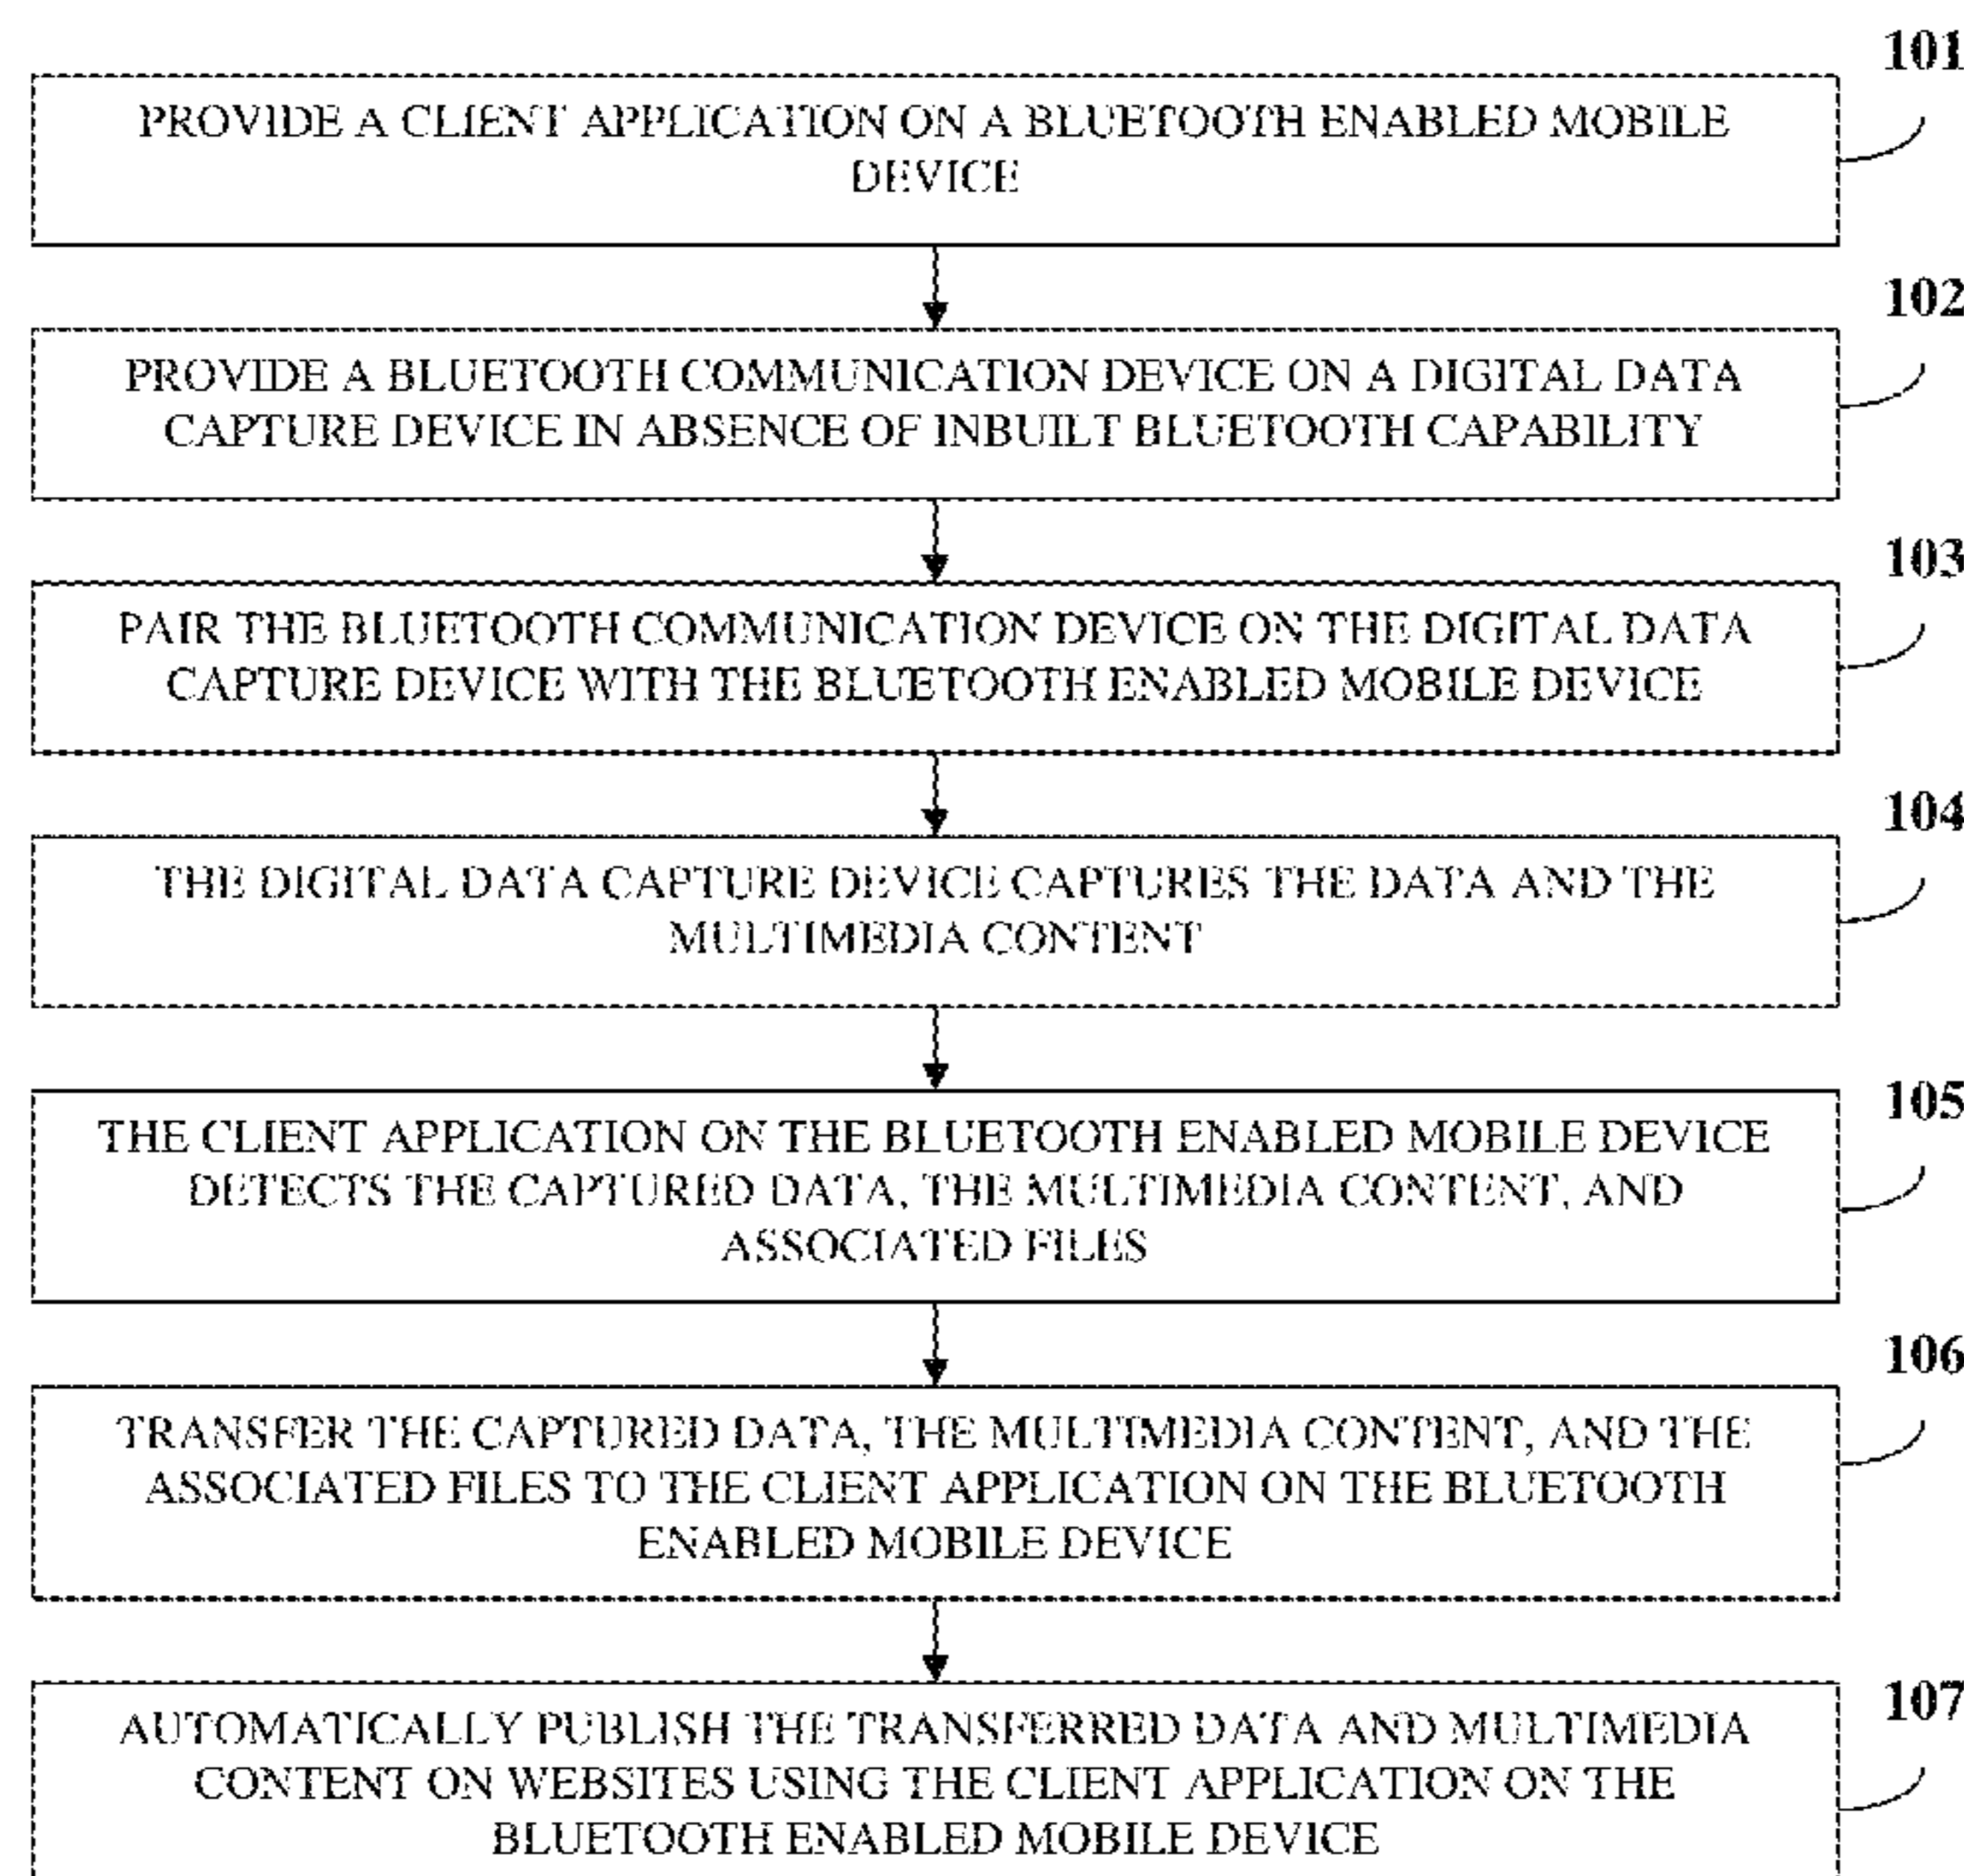 101
PROVIDE A CLIENT APPLICATION ON A BLUETOOTH ENABLED MOBILE
DEVICE
102
PROVIDE A BLUETOOTH COMMUNICATION DEVICE ON A DIGITAL DATA
CAPTURE DEVICE IN ABSENCE OF INBUILT BLUETOOTH CAPABILITY
103
PAIR THE BLUETOOTH COMMUNICATION DEVICE ON THE DIGITAL DATA
CAPTURE DEVICE WITH THE BLUETOOTH ENABLED MOBILE DEVICE
104
THE DIGITAL DATA CAPTURE DEVICE CAPTURES THE DATA AND THE
MULTIMEDIA CONTENT
105
THE CLIENT APPLICATION ON THE BLUETOOTH ENABLED MOBILE DEVICE
DETECTS THE CAPTURED DATA, THE MULTIMEDIA CONTENT, AND
ASSOCIATED FILES
106
TRANSFER THE CAPTURED DATA, THE MULTIMEDIA CONTENT, AND THE
ASSOCIATED FILES TO THE CLIENT APPLICATION ON THE BLUETOOTH
ENABLED MOBILE DEVICE
107
AUTOMATICALLY PUBLISH THE TRANSFERRED DATA AND MULTIMEDIA
CONTENT ON WEBSITES USING THE CLIENT APPLICATION ON THE
BLUETOOTH ENABLED MOBILE DEVICE